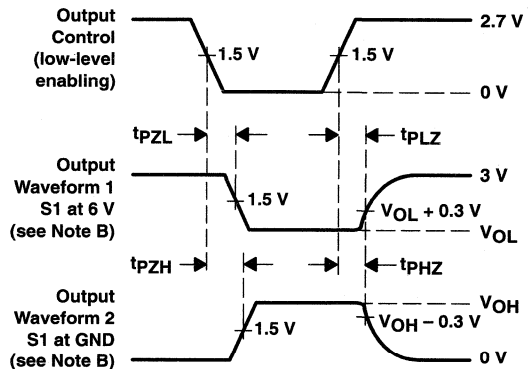 Output
Control
(low-level
enabling)
1.5 V
1.5 V
2.7 V
0 V
tPZL
tPLZ
Output
Waveform 1
S1 at 6 V
(see Note B)
1.5 V
3 V
VOL + 0.3 V
VOL
tPZH
tPHZ
Output
Waveform 2
S1 at GND
(see Note B)
1.5 V
VOH
VOH – 0.3 V
0 V